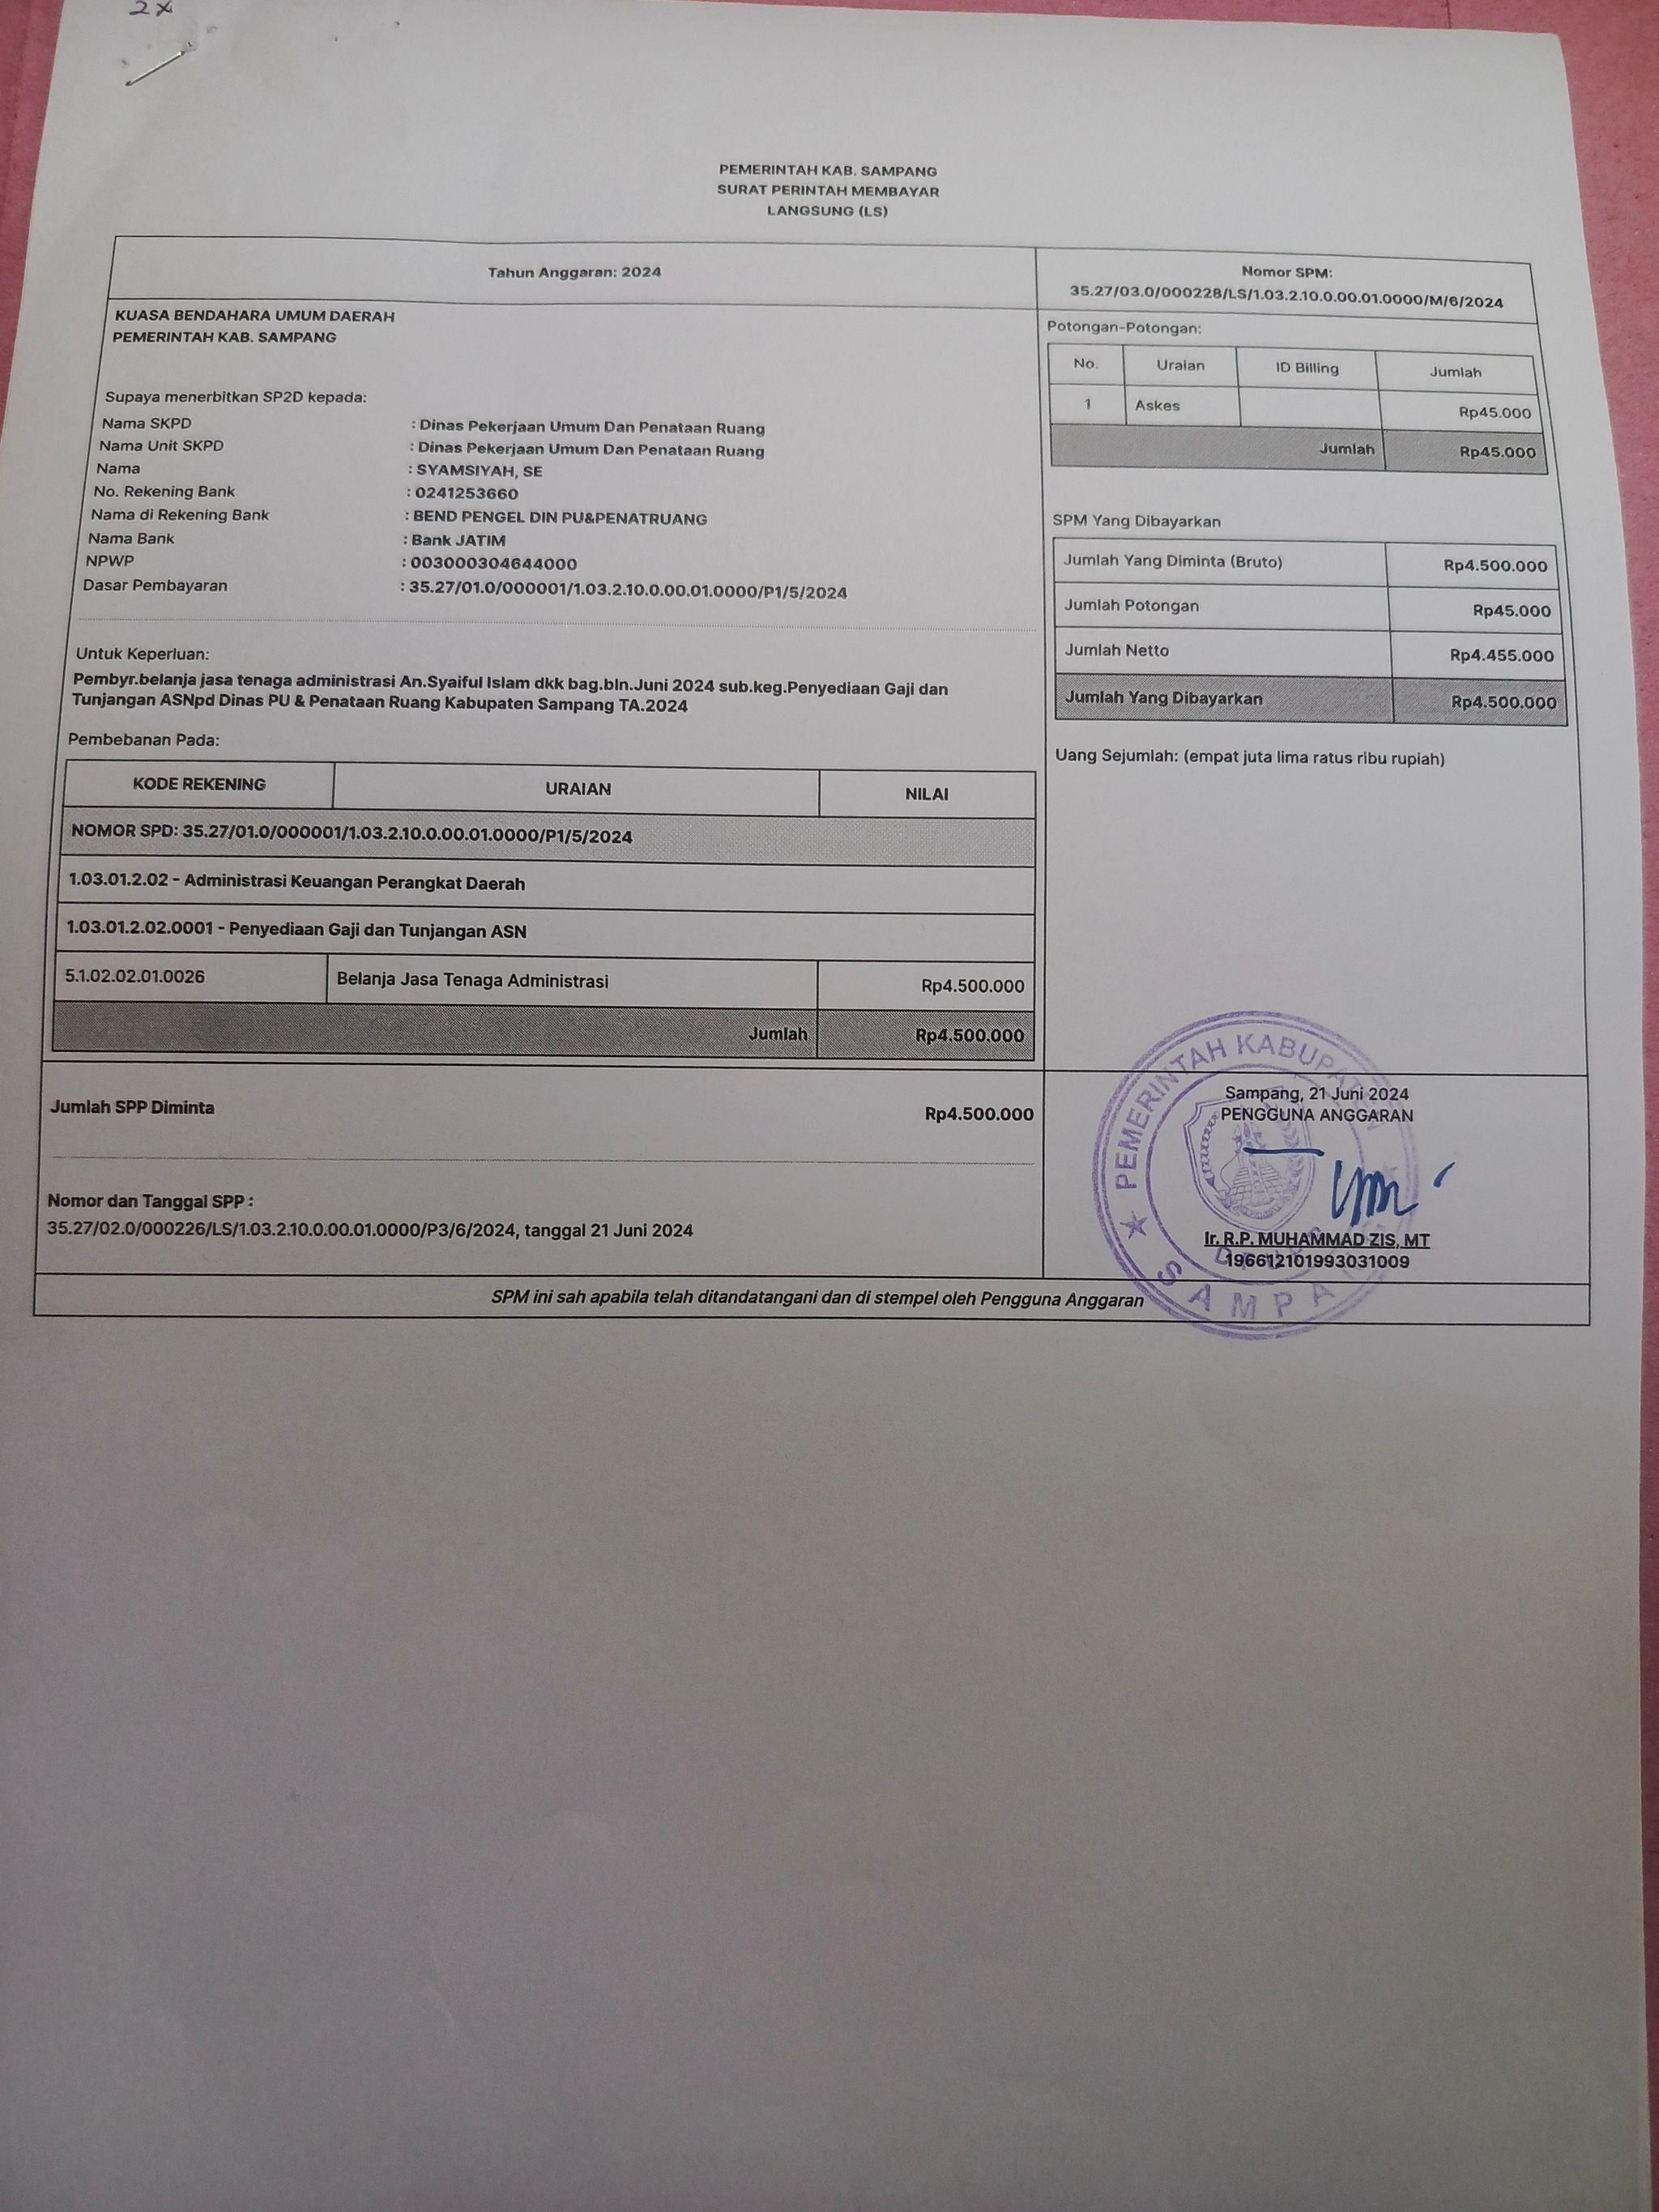 2x
PEMERINTAH KAB. SAMPANG
SURAT PERINTAH MEMBAYAR
LANGSUNG (LS)
Tahun Anggaran: 2024
Nomor SPM:
35.27/03.0/000228/LS/1.03.2.10.0.00.01.0000/M/6/2024
KUASA BENDAHARA UMUM DAERAH
PEMERINTAH KAB. SAMPANG
Supaya menerbitkan SP2D kepada:
Nama SKPD : Dinas Pekerjaan Umum Dan Penataan Ruang
Nama Unit SKPD : Dinas Pekerjaan Umum Dan Penataan Ruang
Nama : SYAMSIYAH, SE
No. Rekening Bank : 0241253660
Nama di Rekening Bank : BEND PENGEL DIN PU&PENATRUANG
Nama Bank : Bank JATIM
NPWP : 003000304644000
Dasar Pembayaran : 35.27/01.0/000001/1.03.2.10.0.00.01.0000/P1/5/2024
Untuk Keperluan:
Pembyr.belanja jasa tenaga administrasi An.Syaiful Islam dkk bag.bln.Juni 2024 sub.keg.Penyediaan Gaji dan
Tunjangan ASNpd Dinas PU & Penataan Ruang Kabupaten Sampang TA.2024
Pembebanan Pada:
KODE REKENING URAIAN NILAI
NOMOR SPD: 35.27/01.0/000001/1.03.2.10.0.00.01.0000/P1/5/2024
1.03.01.2.02 - Administrasi Keuangan Perangkat Daerah
1.03.01.2.02.0001 - Penyediaan Gaji dan Tunjangan ASN
5.1.02.02.01.0026 Belanja Jasa Tenaga Administrasi Rp4.500.000
Jumlah Rp4.500.000
Potongan-Potongan:
No. Uraian ID Billing Jumlah
1 Askes Rp45.000
Jumlah Rp45.000
SPM Yang Dibayarkan
Jumlah Yang Diminta (Bruto) Rp4.500.000
Jumlah Potongan Rp45.000
Jumlah Netto Rp4.455.000
Jumlah Yang Dibayarkan Rp4.500.000
Uang Sejumlah: (empat juta lima ratus ribu rupiah)
Jumlah SPP Diminta Rp4.500.000
Nomor dan Tanggal SPP :
35.27/02.0/000226/LS/1.03.2.10.0.00.01.0000/P3/6/2024, tanggal 21 Juni 2024
Sampang, 21 Juni 2024
PENGGUNA ANGGARAN
PEMERINTAH KABUPA
SAMPA
Ir. R.P. MUHAMMAD ZIS, MT
196612101993031009
SPM ini sah apabila telah ditandatangani dan di stempel oleh Pengguna Anggaran